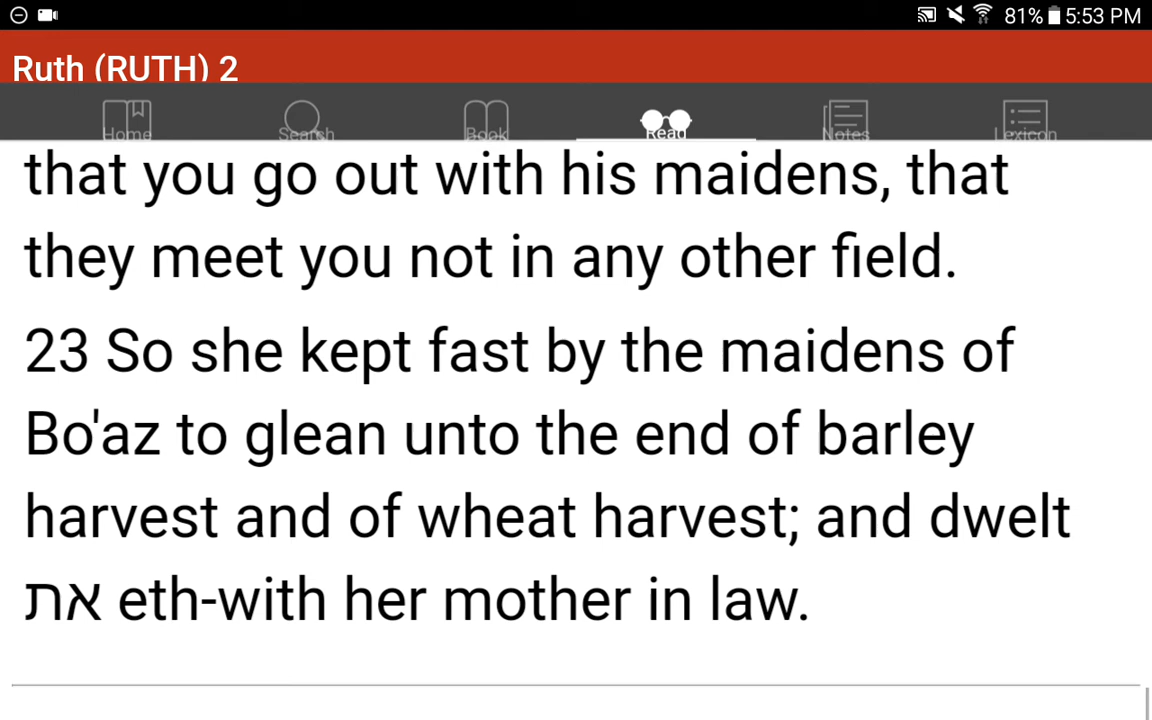 81% 5:53 PM
Ruth (RUTH) 2
Home Search Book Read Notes Lexicon
that you go out with his maidens, that
they meet you not in any other field.
23 So she kept fast by the maidens of
Bo'az to glean unto the end of barley
harvest and of wheat harvest; and dwelt
את eth-with her mother in law.